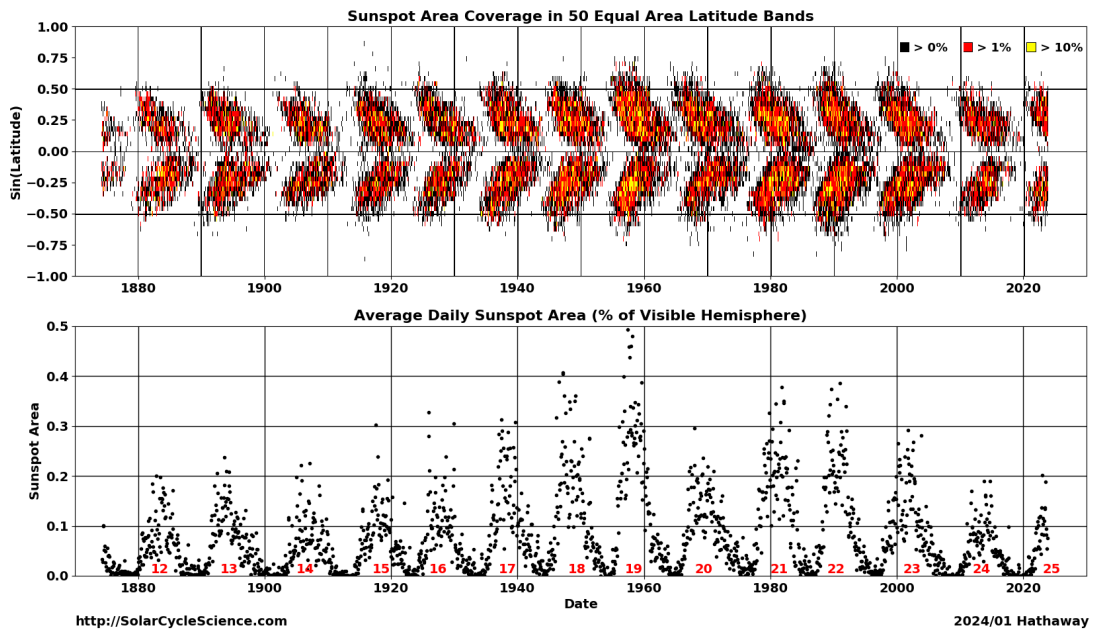 Sunspot Area Coverage in 50 Equal Area Latitude Bands
1.00
> 0% > 1% > 10%
0.75
0.50
0.25
0.00
−0.25
−0.50
−0.75
−1.00
Sin(Latitude)
1880 1900 1920 1940 1960 1980 2000 2020
Average Daily Sunspot Area (% of Visible Hemisphere)
0.5
0.4
0.3
0.2
0.1
0.0
Sunspot Area
12 13 14 15 16 17 18 19 20 21 22 23 24 25
1880 1900 1920 1940 1960 1980 2000 2020
Date
http://SolarCycleScience.com 2024/01 Hathaway